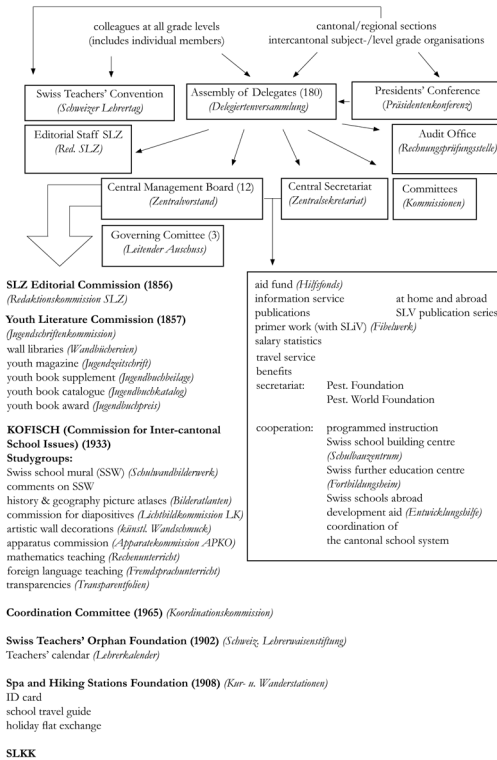 colleagues at all grade levels
(includes individual members)
cantonal/regional sections
intercantonal subject-/level grade organisations
Swiss Teachers' Convention
(Schweizer Lehrertag)
Assembly of Delegates (180)
(Delegiertenversammlung)
Presidents' Conference
(Präsidentenkonferenz)
Editorial Staff SLZ
(Red. SLZ)
Audit Office
(Rechnungsprüfungsstelle)
Central Management Board (12)
(Zentralvorstand)
Central Secretariat
(Zentralsekretariat)
Committees
(Kommissionen)
Governing Comittee (3)
(Leitender Auschuss)
SLZ Editorial Commission (1856)
(Redaktionskommission SLZ)
Youth Literature Commission (1857)
(Jugendschriftenkommission)
wall libraries (Wandbüchereien)
youth magazine (Jugendzeitschrift)
youth book supplement (Jugendbuchbeilage)
youth book catalogue (Jugendbuchkatalog)
youth book award (Jugendbuchpreis)
KOFISCH (Commission for Inter-cantonal
School Issues) (1933)
Studygroups:
Swiss school mural (SSW) (Schulwandbilderwerk)
comments on SSW
history & geography picture atlases (Bilderatlanten)
commission for diapositives (Lichtbildkommission LK)
artistic wall decorations (künstl. Wandschmuck)
apparatus commission (Apparatekommission APKO)
mathematics teaching (Rechenunterricht)
foreign language teaching (Fremdsprachunterricht)
transparencies (Transparentfolien)
Coordination Committee (1965) (Koordinationskommission)
Swiss Teachers' Orphan Foundation (1902) (Schweiz. Lehrerwaisenstiftung)
Teachers' calendar (Lehrerkalender)
Spa and Hiking Stations Foundation (1908) (Kur- u. Wanderstationen)
ID card
school travel guide
holiday flat exchange
SLKK
aid fund (Hilfsfonds)
information service at home and abroad
publications SLV publication series
primer work (with SLiV) (Fibelwerk)
salary statistics
travel service
benefits
secretariat: Pest. Foundation
Pest. World Foundation
cooperation: programmed instruction
Swiss school building centre
(Schulbauzentrum)
Swiss further education centre
(Fortbildungsheim)
Swiss schools abroad
development aid (Entwicklungshilfe)
coordination of
the cantonal school system